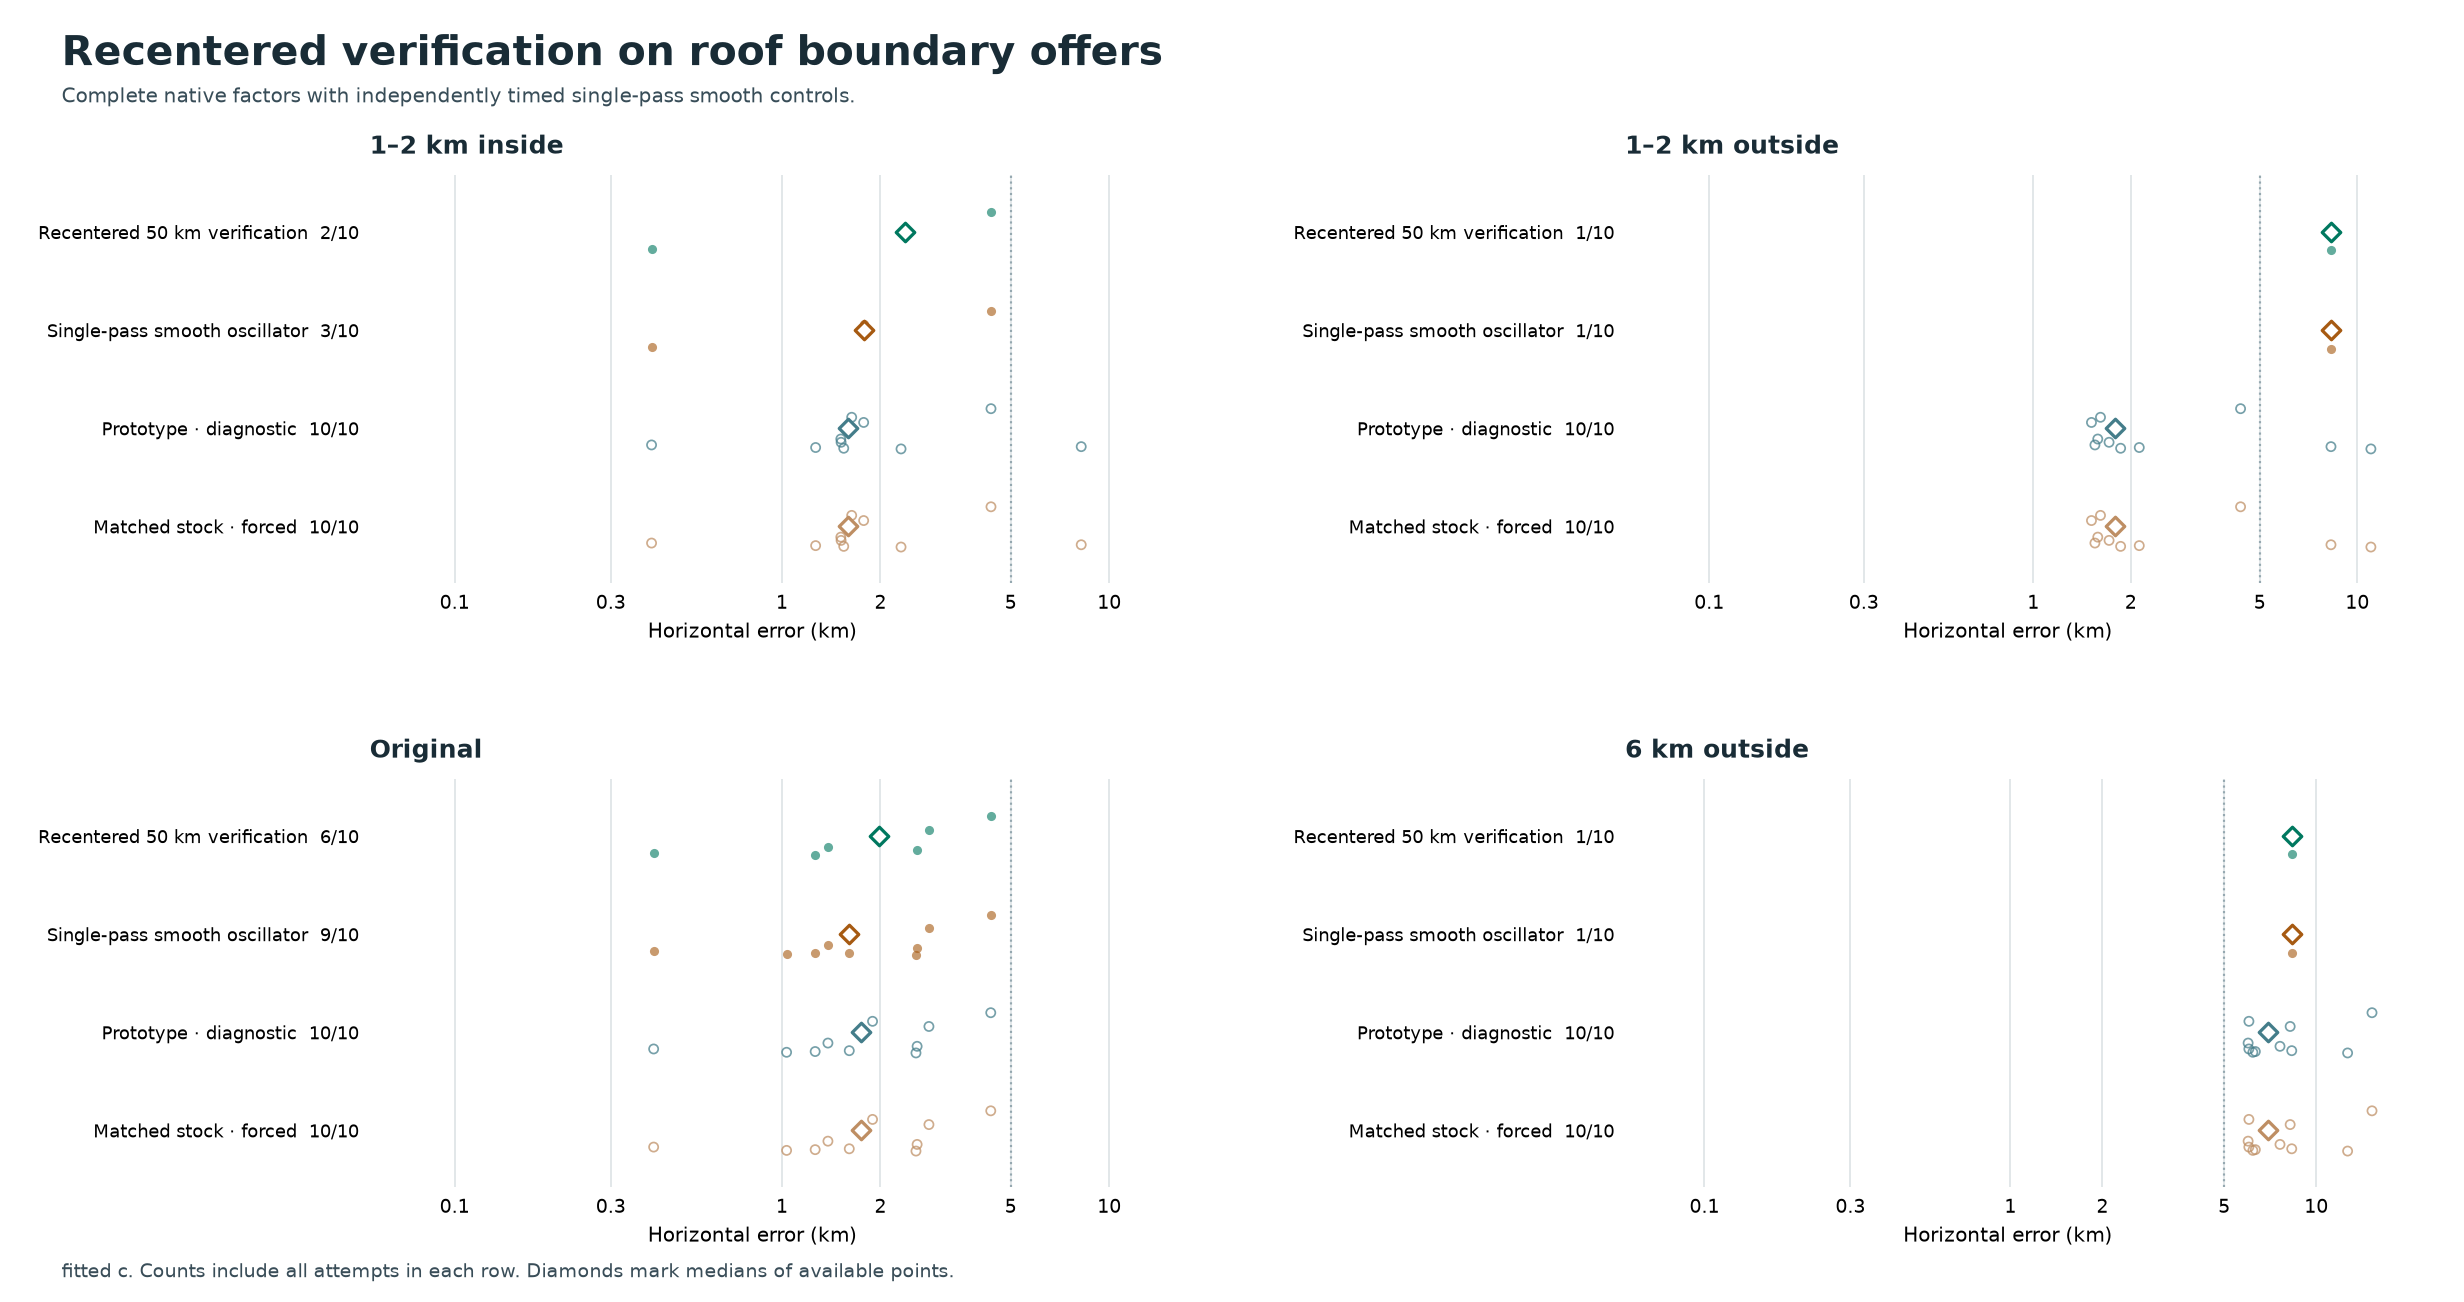 Recentered verification on roof boundary offers
Complete native factors with independently timed single-pass smooth controls.
1–2 km inside
Recentered 50 km verification 2/10
Single-pass smooth oscillator 3/10
Prototype · diagnostic 10/10
Matched stock · forced 10/10
0.1 0.3 1 2 5 10
Horizontal error (km)
1–2 km outside
Recentered 50 km verification 1/10
Single-pass smooth oscillator 1/10
Prototype · diagnostic 10/10
Matched stock · forced 10/10
0.1 0.3 1 2 5 10
Horizontal error (km)
Original
Recentered 50 km verification 6/10
Single-pass smooth oscillator 9/10
Prototype · diagnostic 10/10
Matched stock · forced 10/10
0.1 0.3 1 2 5 10
Horizontal error (km)
6 km outside
Recentered 50 km verification 1/10
Single-pass smooth oscillator 1/10
Prototype · diagnostic 10/10
Matched stock · forced 10/10
0.1 0.3 1 2 5 10
Horizontal error (km)
fitted c. Counts include all attempts in each row. Diamonds mark medians of available points.